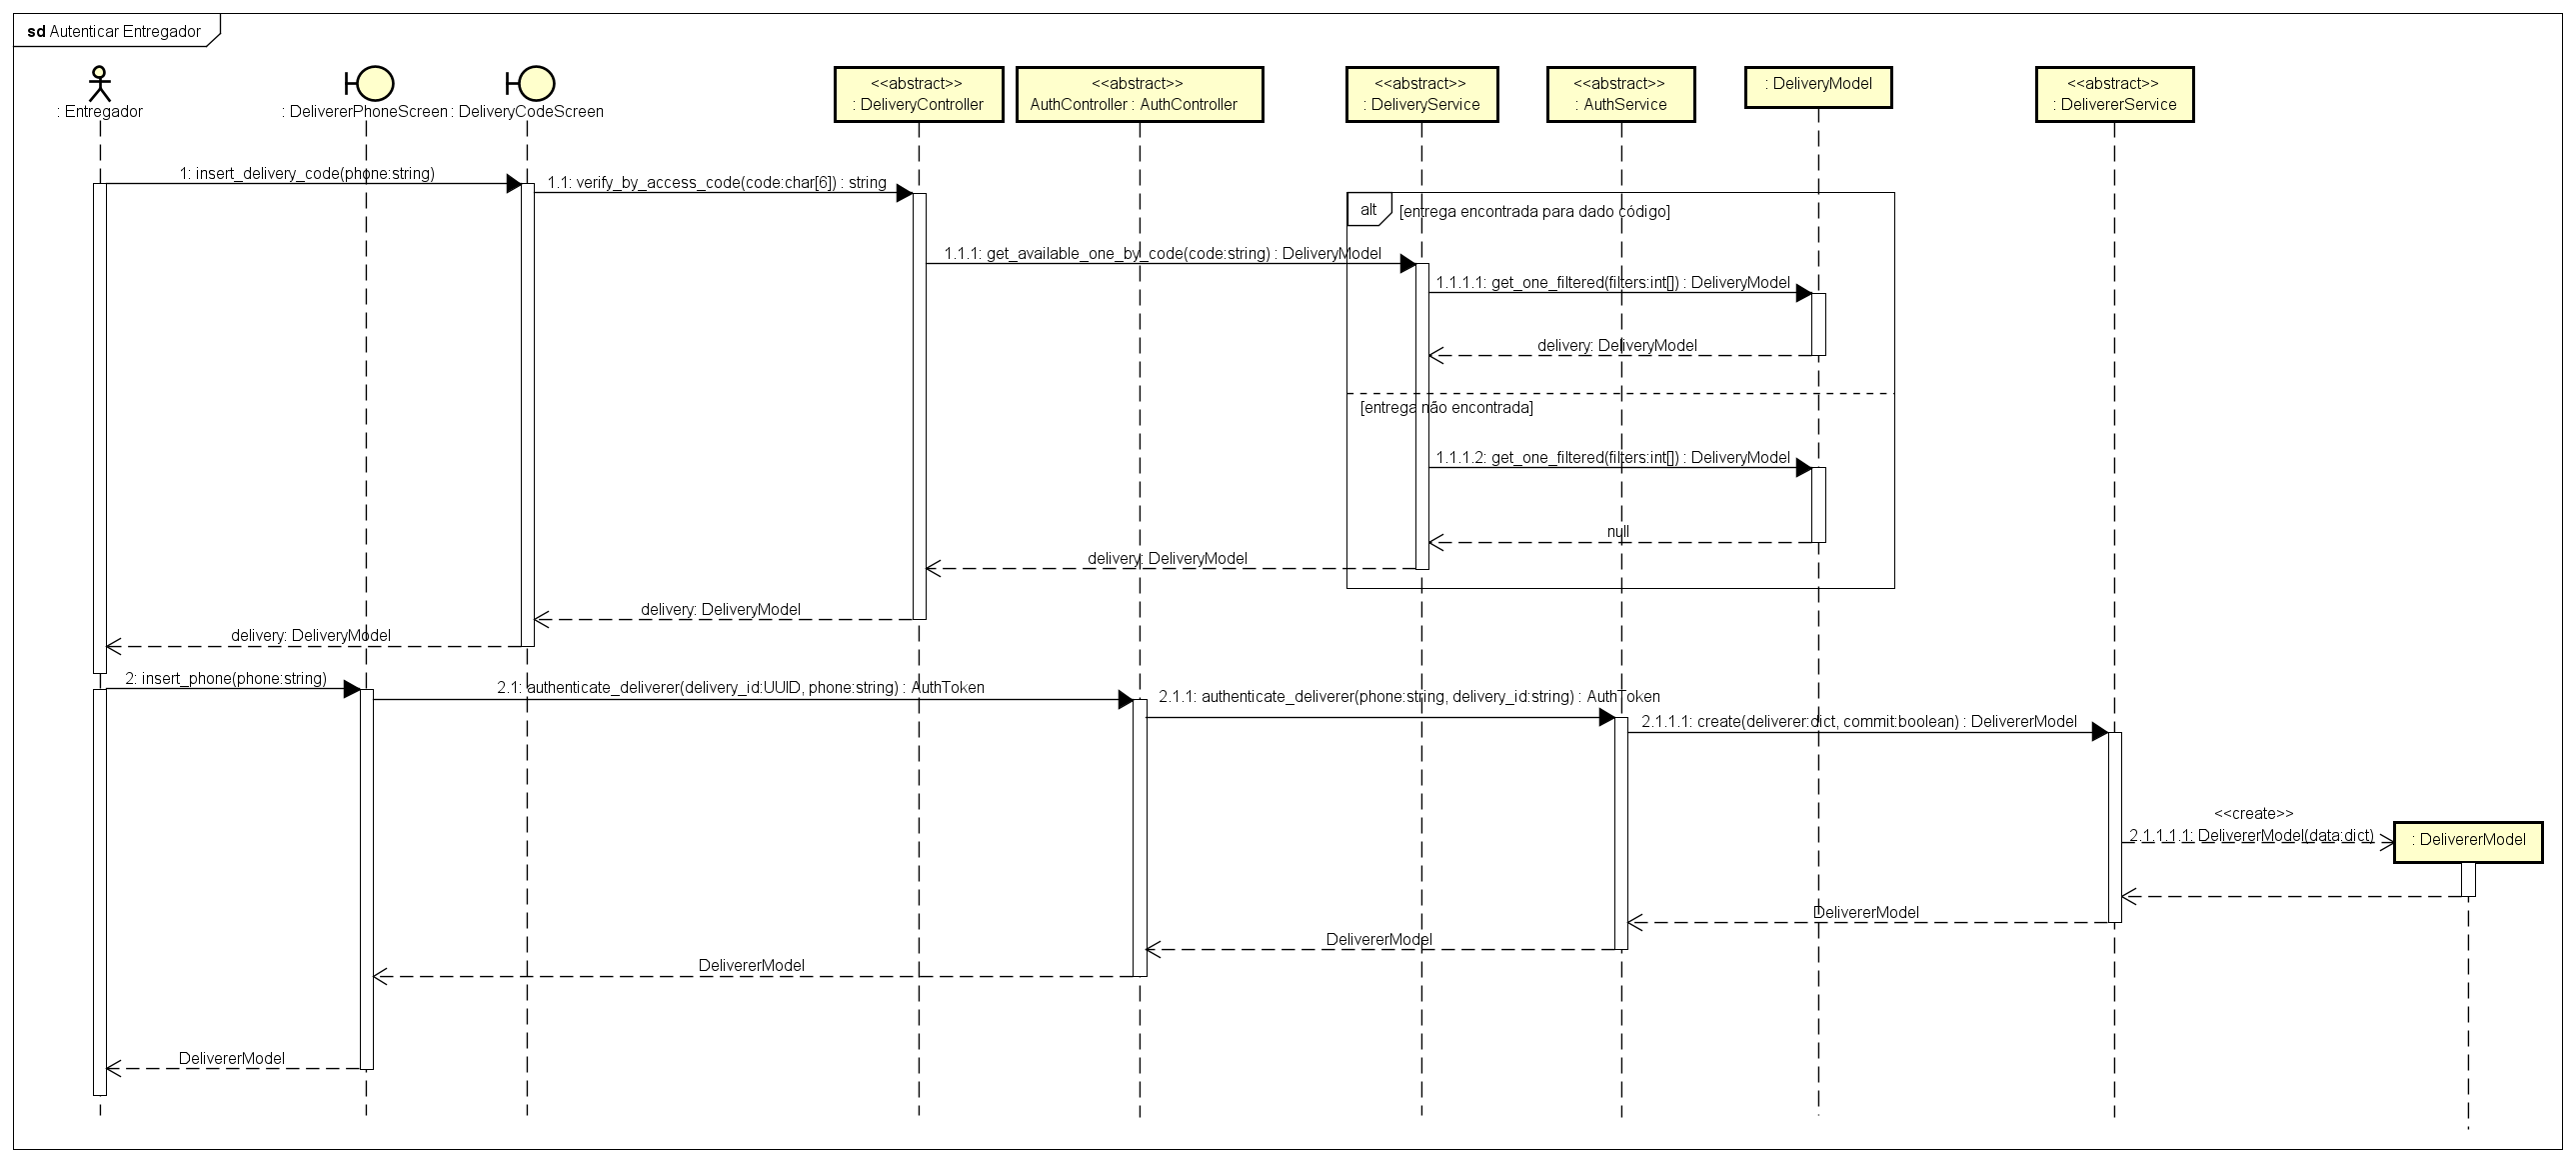 sd Autenticar Entregador
: Entregador
: DelivererPhoneScreen
: DeliveryCodeScreen
<<abstract>>
: DeliveryController
<<abstract>>
AuthController : AuthController
<<abstract>>
: DeliveryService
<<abstract>>
: AuthService
: DeliveryModel
<<abstract>>
: DelivererService
1: insert_delivery_code(phone:string)
1.1: verify_by_access_code(code:char[6]) : string
alt
[entrega encontrada para dado código]
1.1.1: get_available_one_by_code(code:string) : DeliveryModel
1.1.1.1: get_one_filtered(filters:int[]) : DeliveryModel
delivery: DeliveryModel
[entrega não encontrada]
1.1.1.2: get_one_filtered(filters:int[]) : DeliveryModel
null
delivery: DeliveryModel
delivery: DeliveryModel
delivery: DeliveryModel
2: insert_phone(phone:string)
2.1: authenticate_deliverer(delivery_id:UUID, phone:string) : AuthToken
2.1.1: authenticate_deliverer(phone:string, delivery_id:string) : AuthToken
2.1.1.1: create(deliverer:dict, commit:boolean) : DelivererModel
<<create>>
2.1.1.1.1: DelivererModel(data:dict)
: DelivererModel
DelivererModel
DelivererModel
DelivererModel
DelivererModel